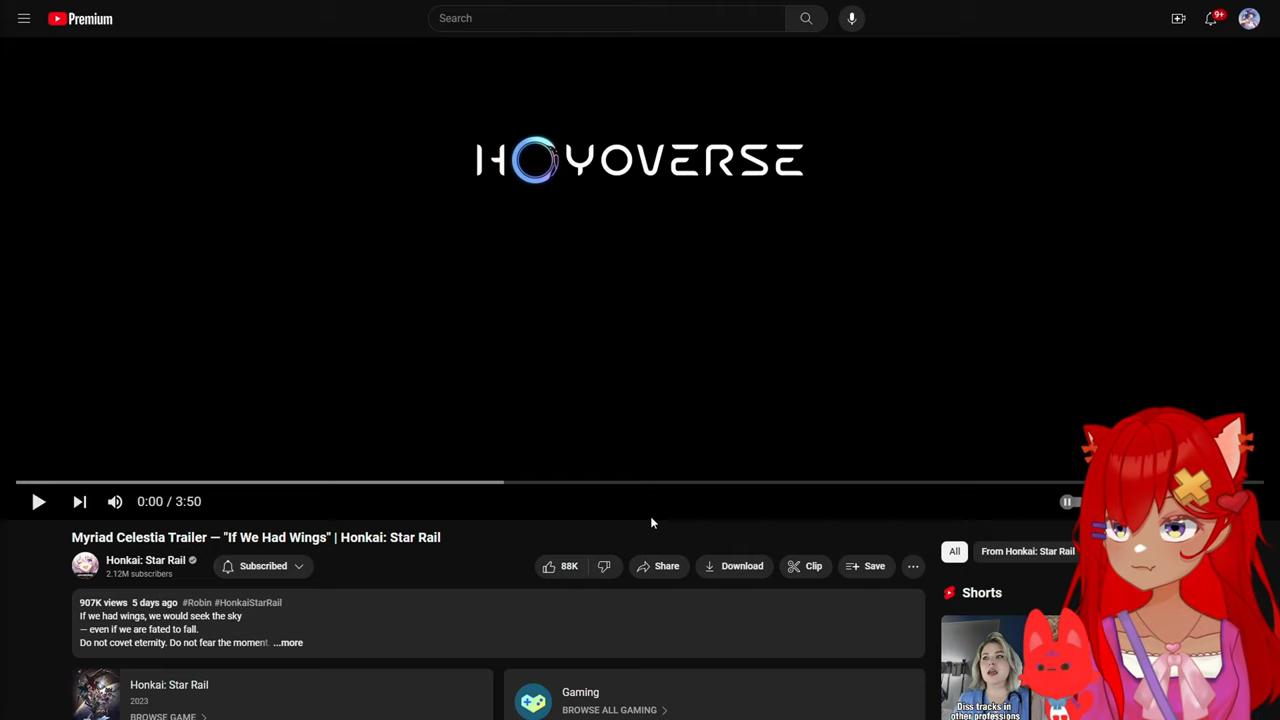 Premium
Search
9+
HOYOVERSE
0:00 / 3:50
Myriad Celestia Trailer — "If We Had Wings" | Honkai: Star Rail
Honkai: Star Rail
2.12M subscribers
Subscribed
88K
Share
Download
Clip
Save
All
From Honkai: Star Rail
Shorts
907K views 5 days ago #Robin #HonkaiStarRail
If we had wings, we would seek the sky
— even if we are fated to fall.
Do not covet eternity. Do not fear the moment. ...more
Honkai: Star Rail
2023
BROWSE GAME
Gaming
BROWSE ALL GAMING
Diss tracks in
other professions